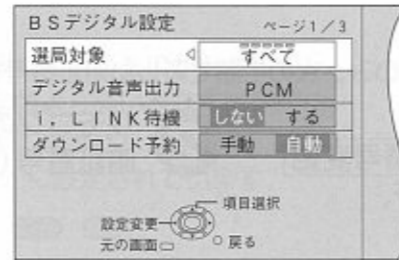 BSデジタル設定 ページ1/3
選局対象 すべて
デジタル音声出力 PCM
i.LINK待機 しない する
ダウンロード予約 手動 自動
項目選択
設定変更
元の画面 戻る